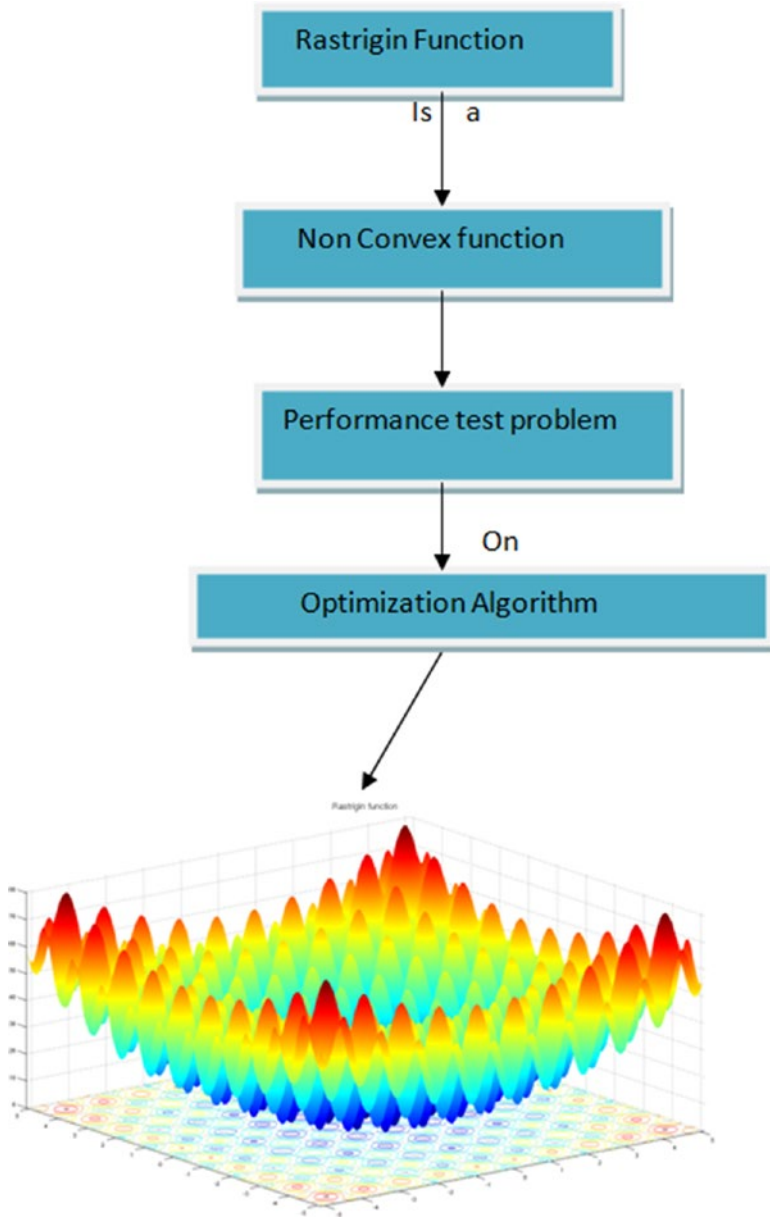 Rastrigin Function
Is a
Non Convex function
Performance test problem
On
Optimization Algorithm
Rastrigin function